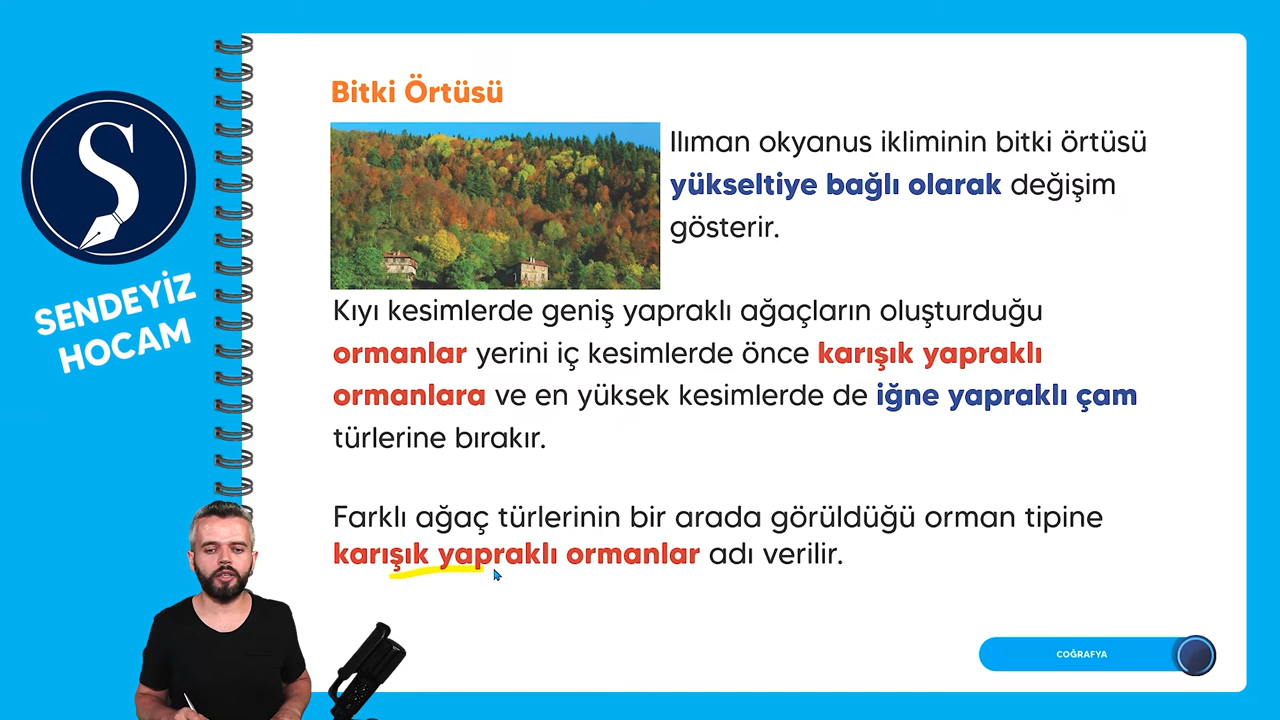 S
SENDEYİZ
HOCAM
Bitki Örtüsü
Ilıman okyanus ikliminin bitki örtüsü
yükseltiye bağlı olarak değişim
gösterir.
Kıyı kesimlerde geniş yapraklı ağaçların oluşturduğu
ormanlar yerini iç kesimlerde önce karışık yapraklı
ormanlara ve en yüksek kesimlerde de iğne yapraklı çam
türlerine bırakır.
Farklı ağaç türlerinin bir arada görüldüğü orman tipine
karışık yapraklı ormanlar adı verilir.
COĞRAFYA